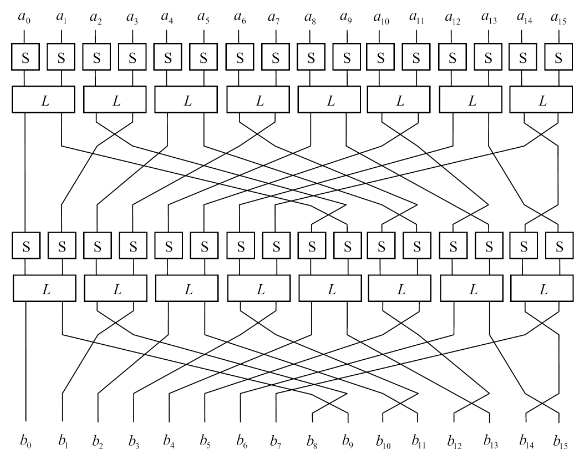 a₀ a₁ a₂ a₃ a₄ a₅ a₆ a₇ a₈ a₉ a₁₀ a₁₁ a₁₂ a₁₃ a₁₄ a₁₅
S S S S S S S S S S S S S S S S
L L L L L L L L
S S S S S S S S S S S S S S S S
L L L L L L L L
b₀ b₁ b₂ b₃ b₄ b₅ b₆ b₇ b₈ b₉ b₁₀ b₁₁ b₁₂ b₁₃ b₁₄ b₁₅